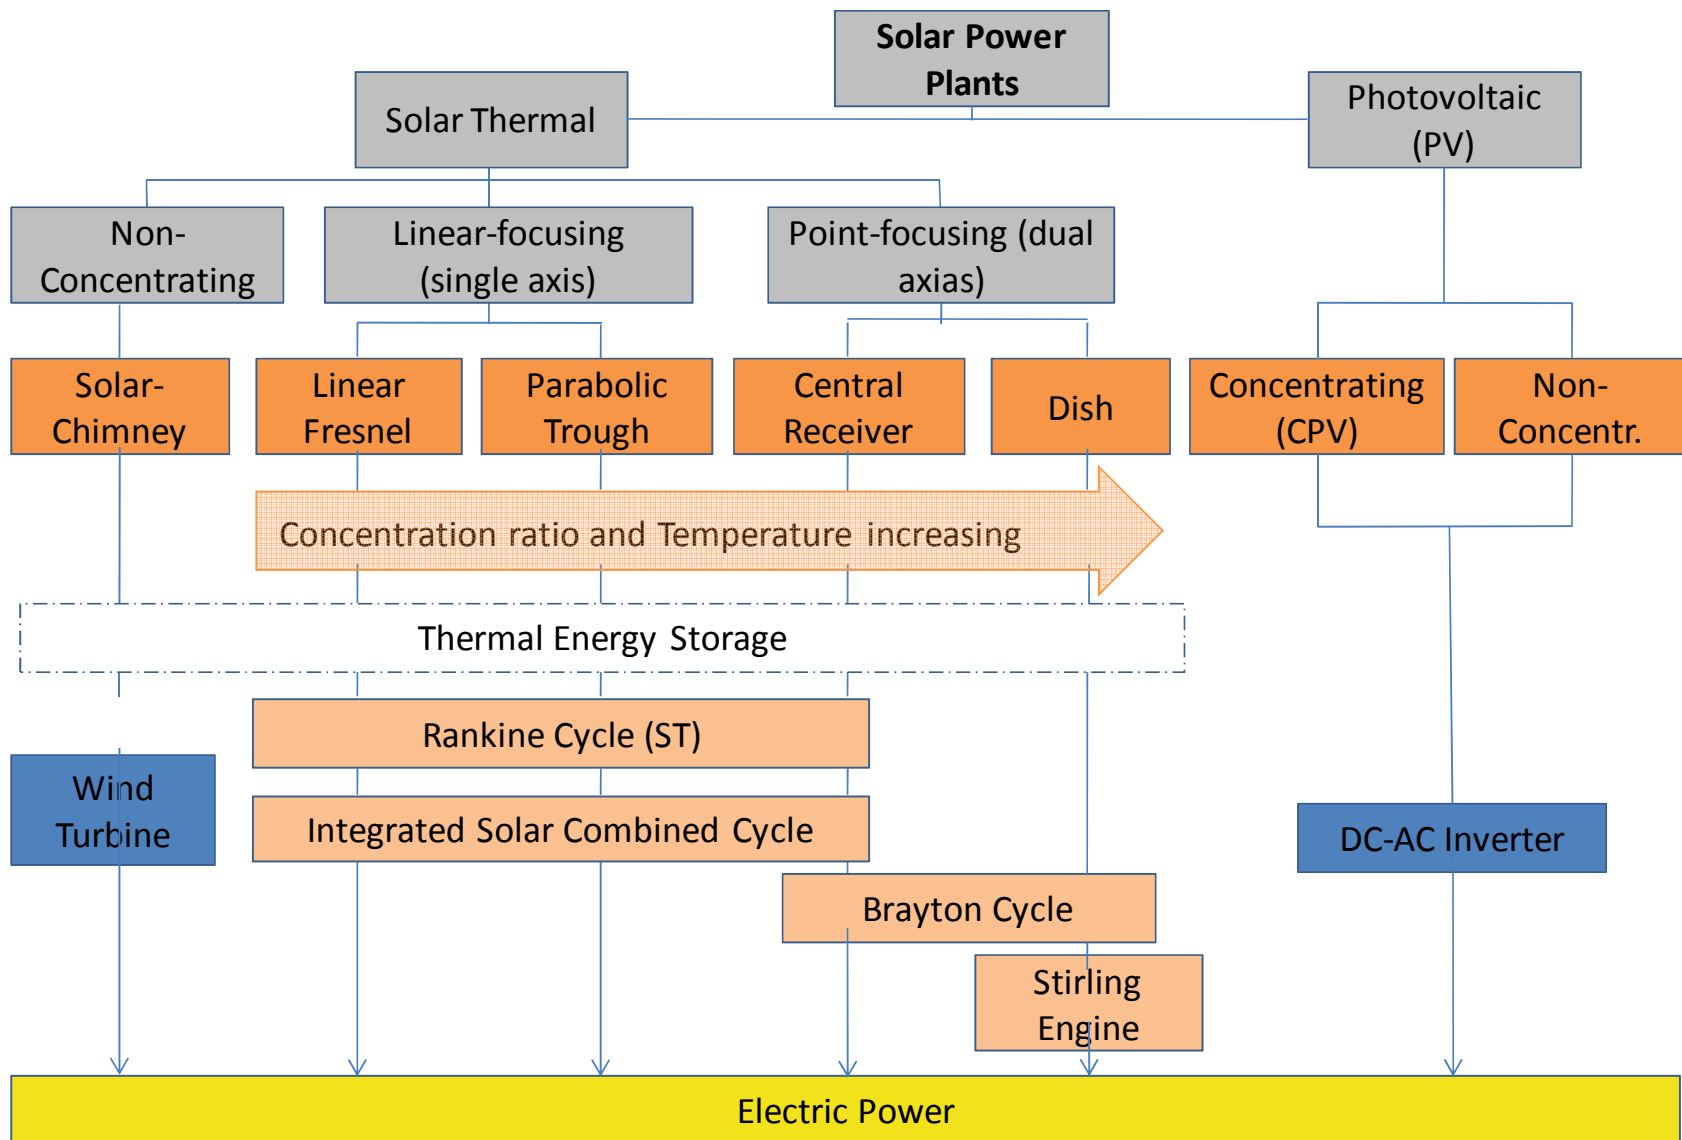 Solar Power
Plants
Solar Thermal
Photovoltaic
(PV)
Non-
Concentrating
Linear-focusing
(single axis)
Point-focusing (dual
axias)
Solar-
Chimney
Linear
Fresnel
Parabolic
Trough
Central
Receiver
Dish
Concentrating
(CPV)
Non-
Concentr.
Concentration ratio and Temperature increasing
Thermal Energy Storage
Rankine Cycle (ST)
Wind
Turbine
Integrated Solar Combined Cycle
DC-AC Inverter
Brayton Cycle
Stirling
Engine
Electric Power